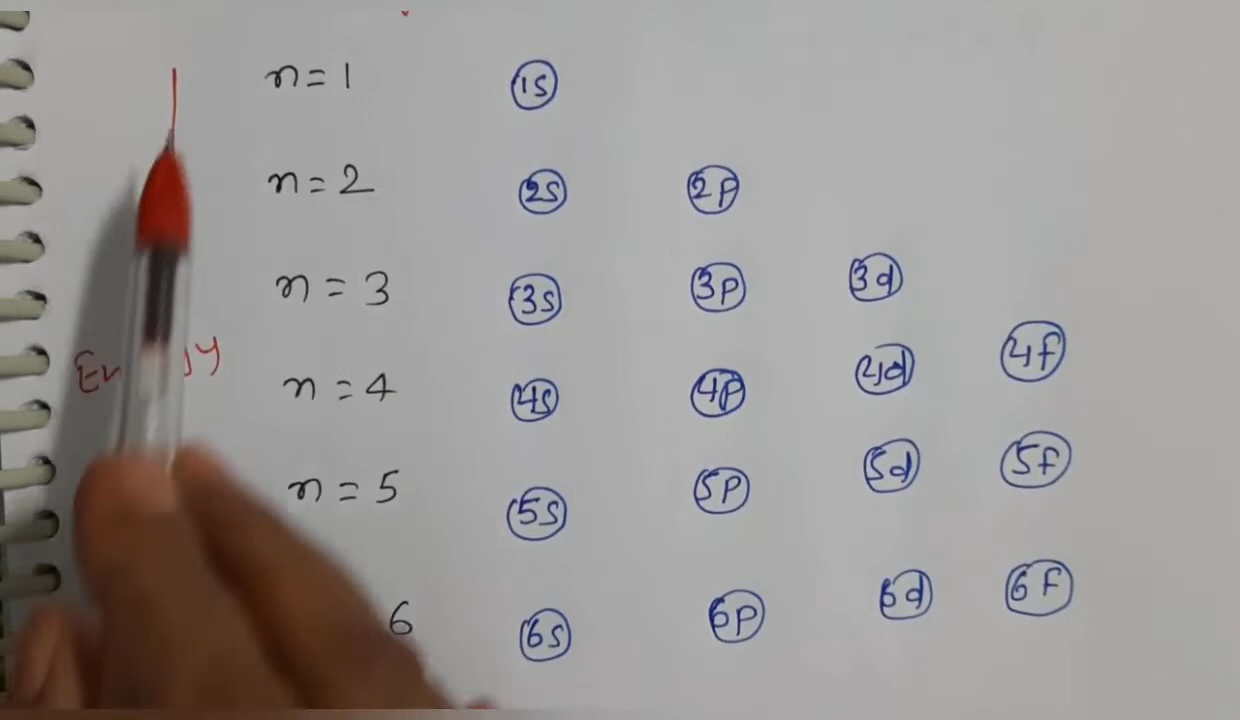 n = 1 1s
n = 2 2s 2p
n = 3 3s 3p 3d
n = 4 4s 4p 4d 4f
n = 5 5s 5p 5d 5f
6 6s 6p 6d 6f